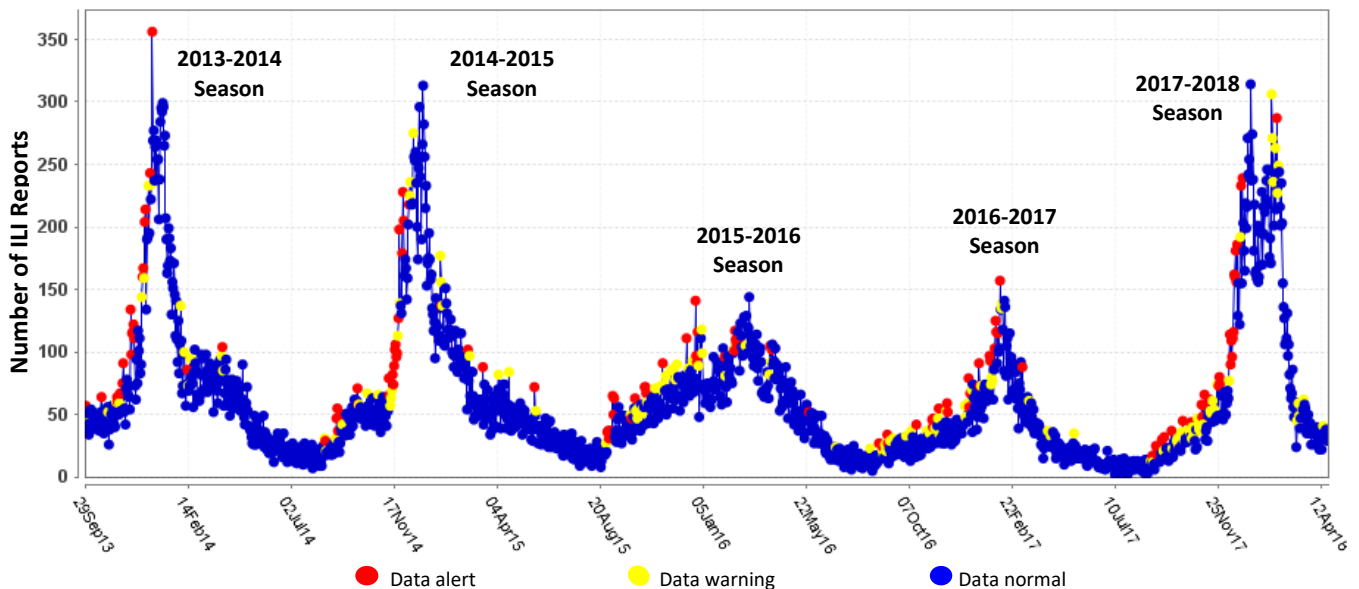 350
300
250
200
150
100
50
0
Number of ILI Reports
2013-2014
Season
2014-2015
Season
2015-2016
Season
2016-2017
Season
2017-2018
Season
29Sep13
14Feb14
02Jul14
17Nov14
04Apr15
20Aug15
05Jan16
22May16
07Oct16
22Feb17
10Jul17
25Nov17
12Apr18
Data alert
Data warning
Data normal